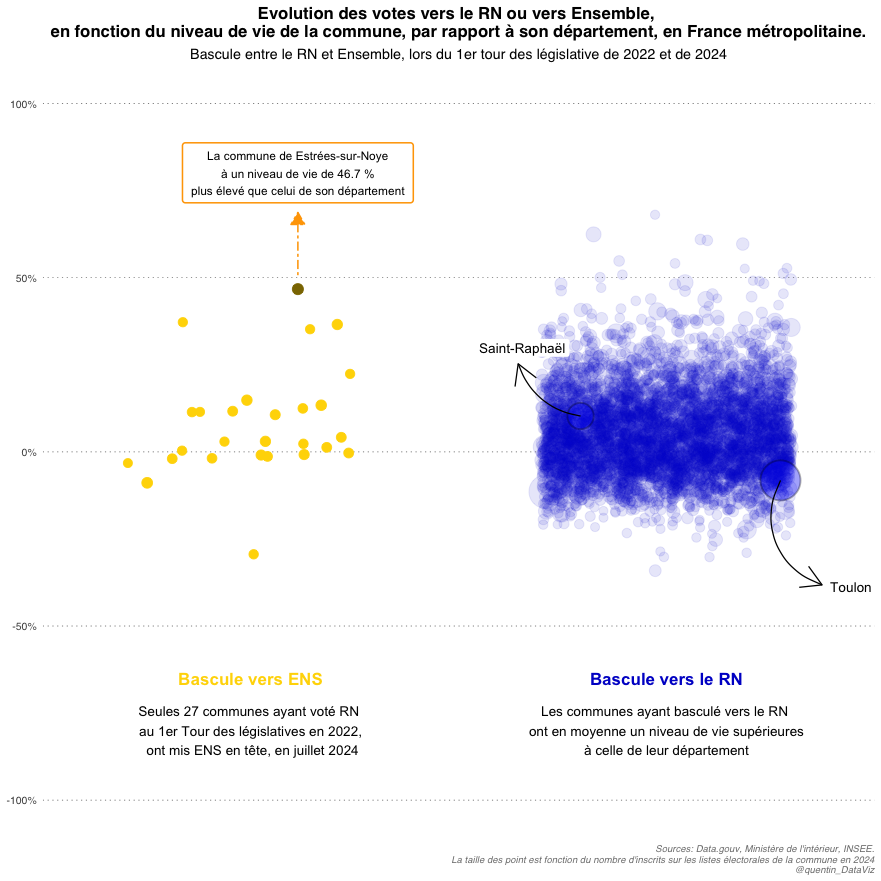 Evolution des votes vers le RN ou vers Ensemble,
en fonction du niveau de vie de la commune, par rapport à son département, en France métropolitaine.
Bascule entre le RN et Ensemble, lors du 1er tour des législative de 2022 et de 2024
100%
La commune de Estrées-sur-Noye
à un niveau de vie de 46.7 %
plus élevé que celui de son département
50%
Saint-Raphaël
0%
Toulon
-50%
Bascule vers ENS
Seules 27 communes ayant voté RN
au 1er Tour des législatives en 2022,
ont mis ENS en tête, en juillet 2024
Bascule vers le RN
Les communes ayant basculé vers le RN
ont en moyenne un niveau de vie supérieures
à celle de leur département
-100%
Sources: Data.gouv, Ministère de l'intérieur, INSEE.
La taille des point est fonction du nombre d'inscrits sur les listes électorales de la commune en 2024
@quentin_DataViz